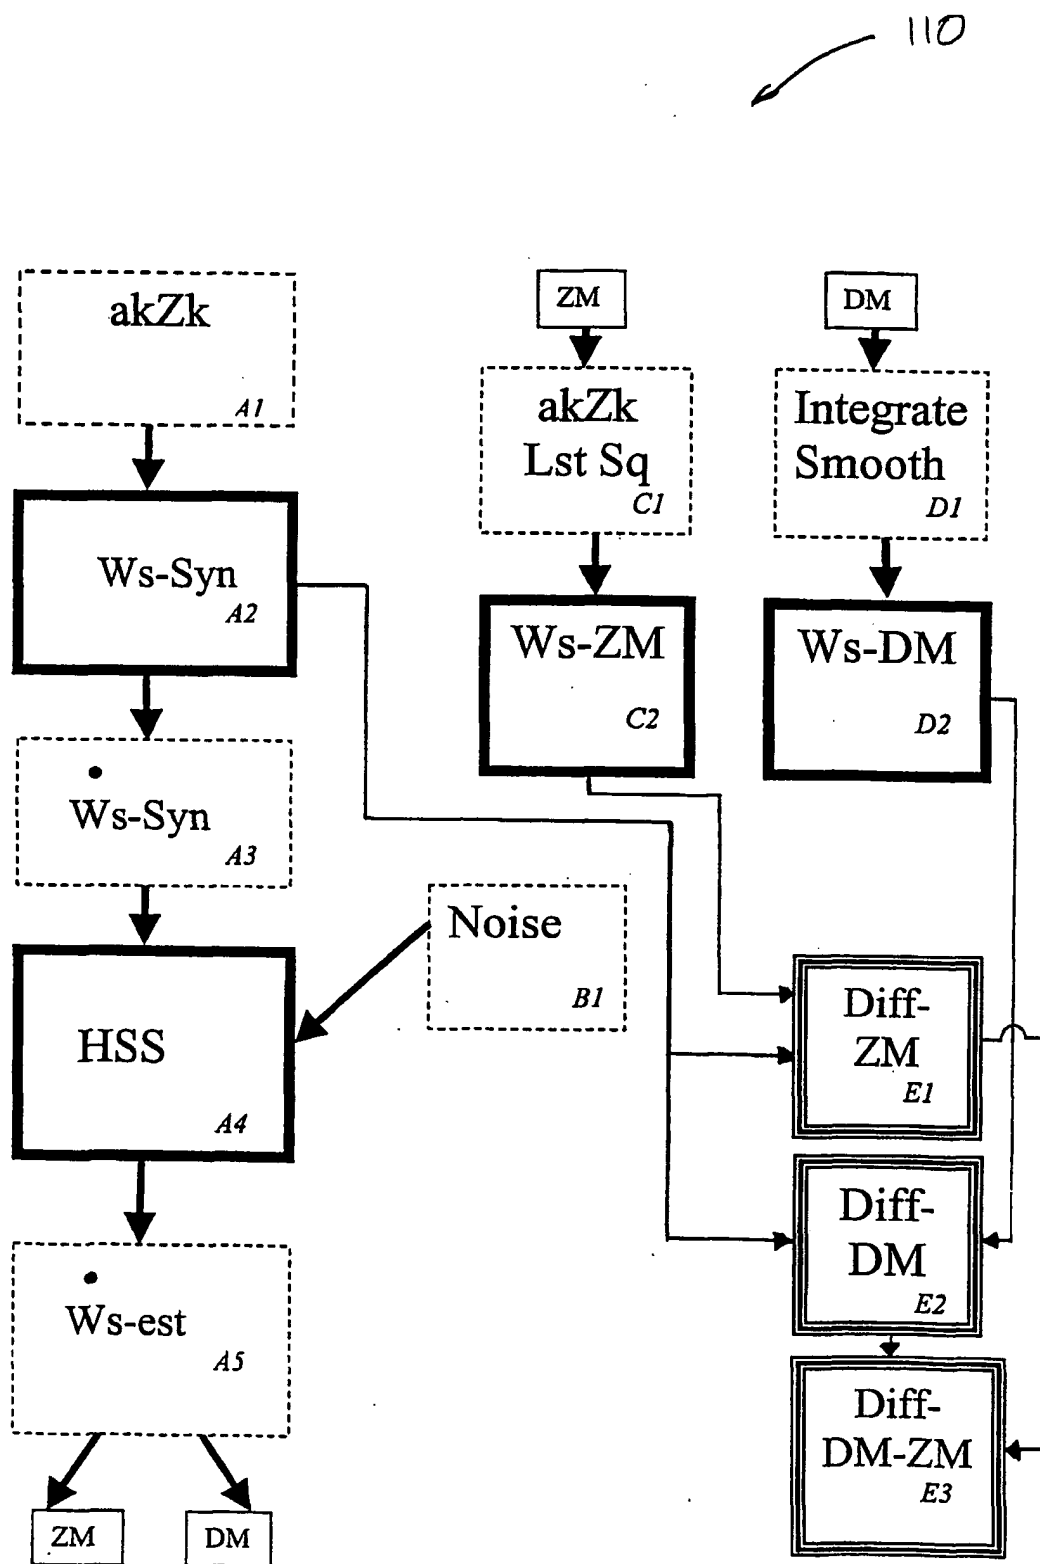 110
akZk
A1
Ws-Syn
A2
Ws-Syn
A3
HSS
A4
Ws-est
A5
ZM
DM
Noise
B1
ZM
akZk
Lst Sq
C1
Ws-ZM
C2
DM
Integrate
Smooth
D1
Ws-DM
D2
Diff-
ZM
E1
Diff-
DM
E2
Diff-
DM-ZM
E3